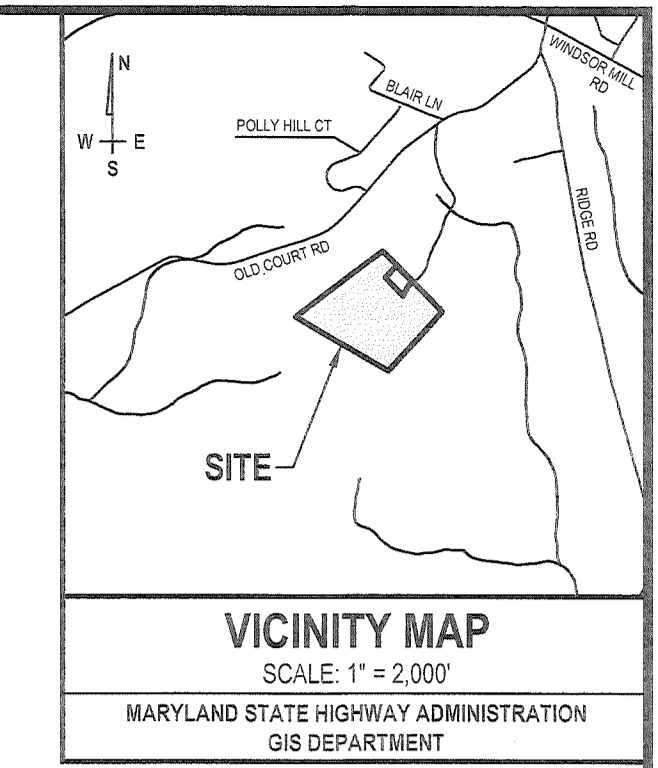 N
W E
S
WINDSOR MILL
RD
BLAIR LN
POLLY HILL CT
RIDGE RD
OLD COURT RD
SITE
VICINITY MAP
SCALE: 1" = 2,000'
MARYLAND STATE HIGHWAY ADMINISTRATION
GIS DEPARTMENT